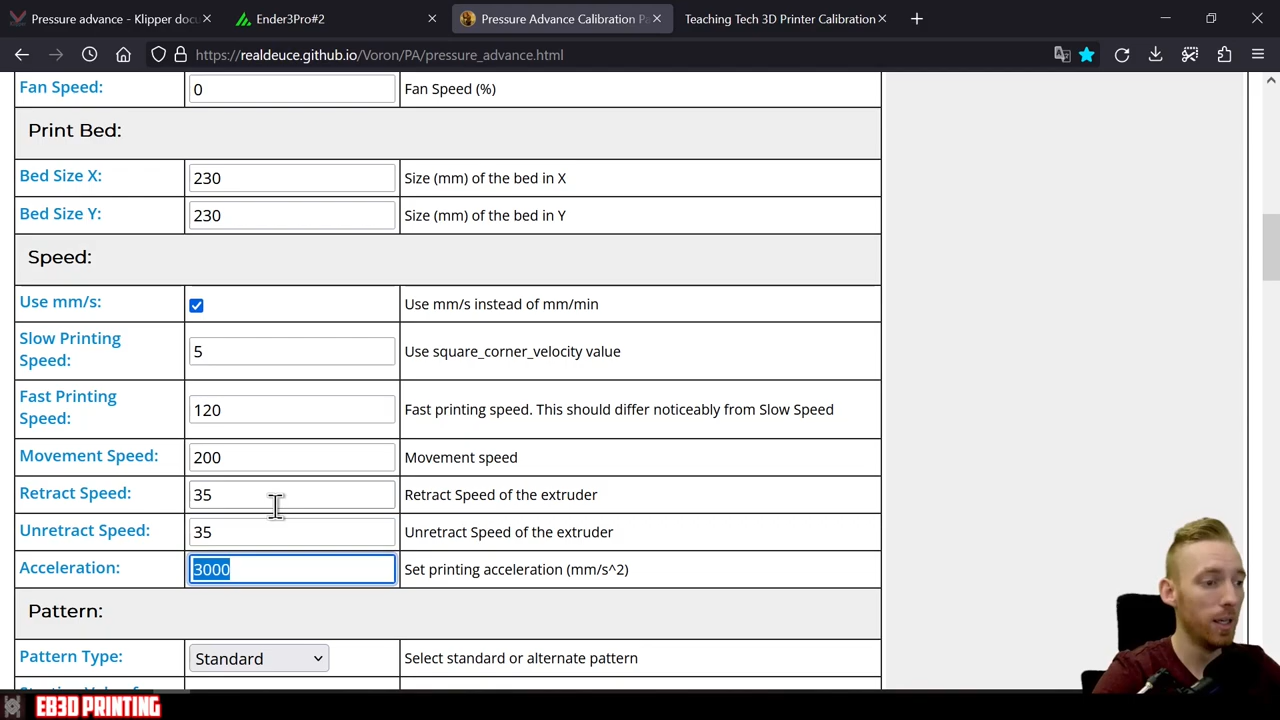 Pressure advance - Klipper docu
Ender3Pro#2
Pressure Advance Calibration Pa
Teaching Tech 3D Printer Calibration
https://realdeuce.github.io/Voron/PA/pressure_advance.html
Fan Speed: 0 Fan Speed (%)
Print Bed:
Bed Size X: 230 Size (mm) of the bed in X
Bed Size Y: 230 Size (mm) of the bed in Y
Speed:
Use mm/s: Use mm/s instead of mm/min
Slow Printing
Speed: 5 Use square_corner_velocity value
Fast Printing
Speed: 120 Fast printing speed. This should differ noticeably from Slow Speed
Movement Speed: 200 Movement speed
Retract Speed: 35 Retract Speed of the extruder
Unretract Speed: 35 Unretract Speed of the extruder
Acceleration: 3000 Set printing acceleration (mm/s^2)
Pattern:
Pattern Type: Standard Select standard or alternate pattern
EB3D PRINTING